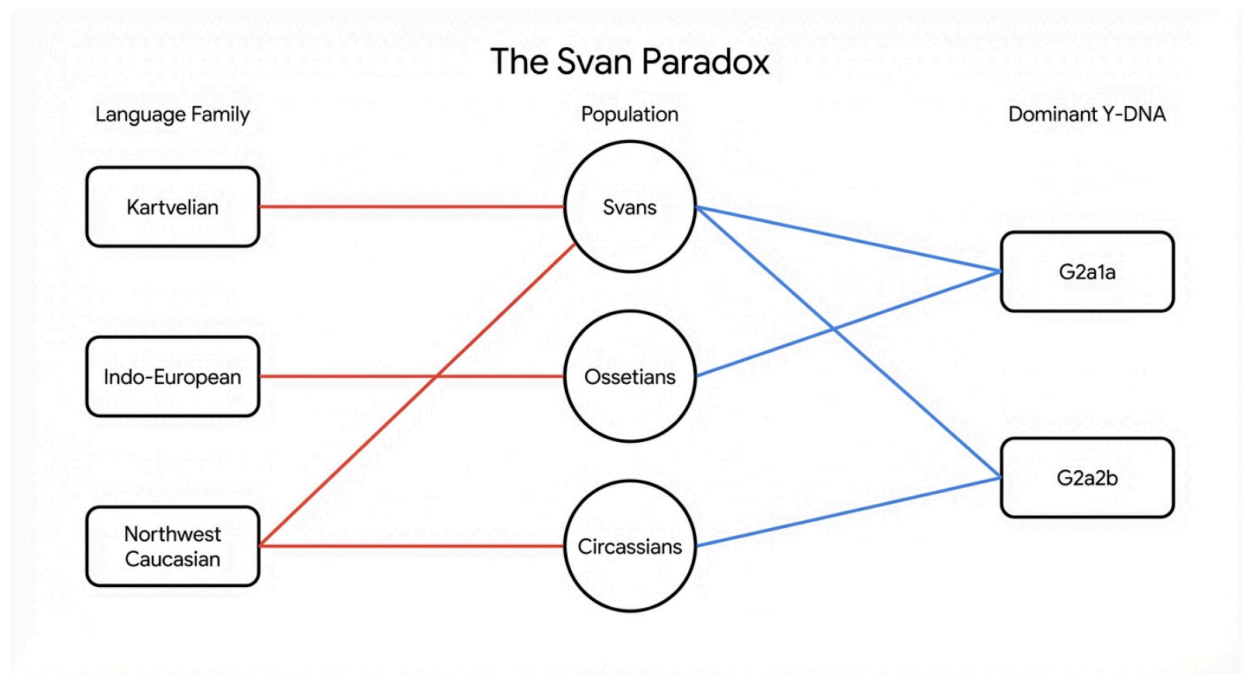 The Svan Paradox
Language Family
Population
Dominant Y-DNA
Kartvelian
Svans
G2a1a
Indo-European
Ossetians
G2a2b
Northwest
Caucasian
Circassians